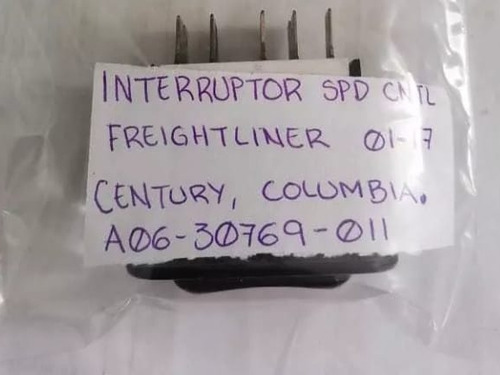 INTERRUPTOR SPD CNTL
FREIGHTLINER 01-17
CENTURY, COLUMBIA.
A06-30769-011